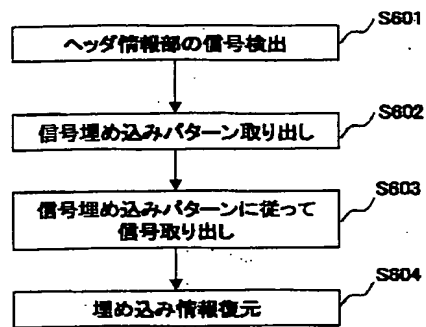 S601
ヘッダ情報部の信号検出
S602
信号埋め込みパターン取り出し
S603
信号埋め込みパターンに従って
信号取り出し
S604
埋め込み情報復元